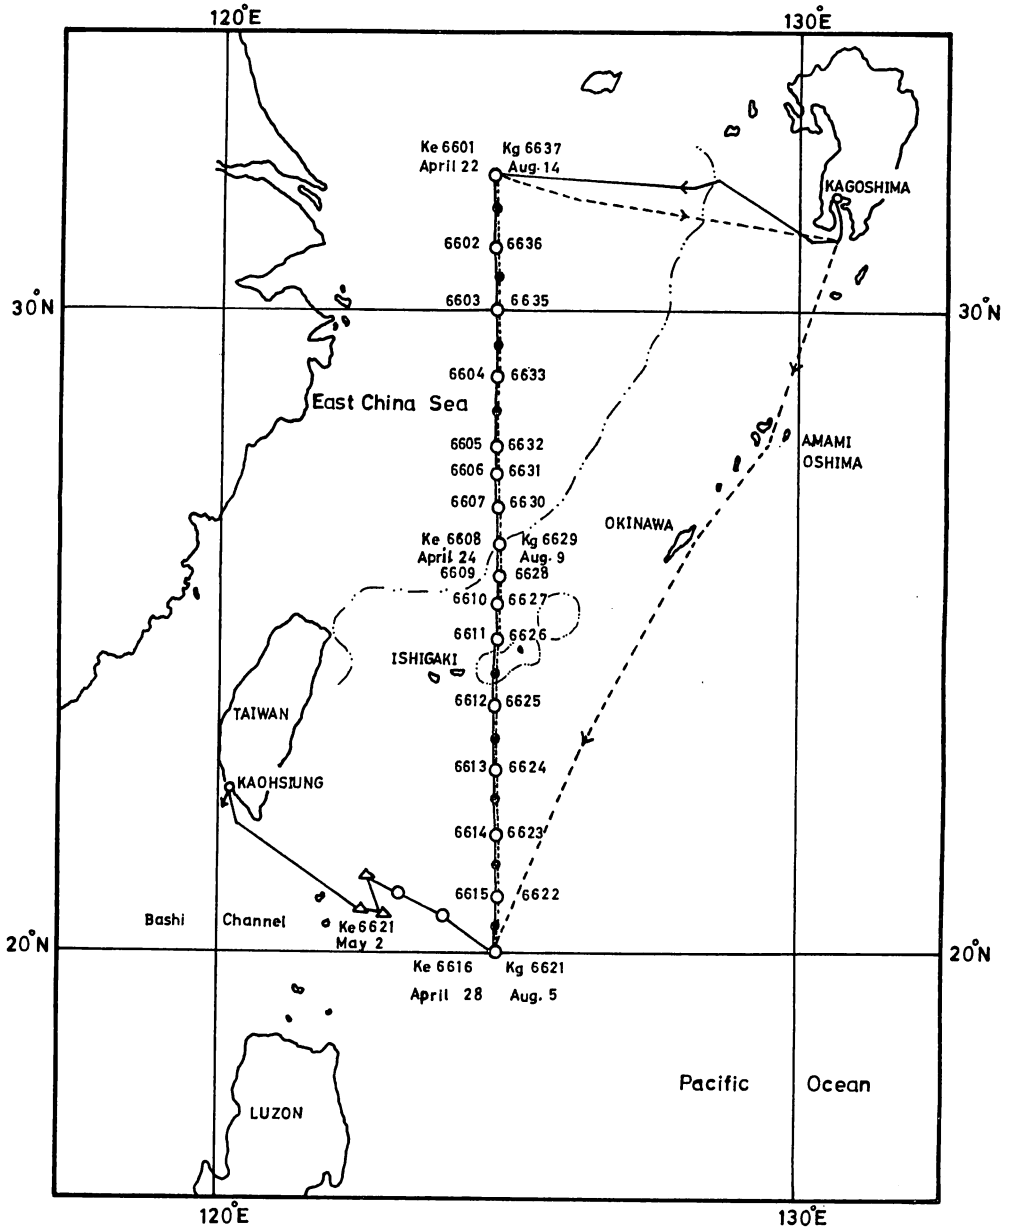 120°E 130°E
Ke 6601 Kg 6637
April 22 Aug. 14
KAGOSHIMA
6602 6636
30°N 6603 6635 30°N
6604 6633
East China Sea
6605 6632
AMAMI
OSHIMA
6606 6631
6607 6630
OKINAWA
Ke 6608 Kg 6629
April 24 Aug. 9
6609 6628
6610 6627
6611 6626
ISHIGAKI
6612 6625
TAIWAN
6613 6624
KAOHSIUNG
6614 6623
6615 6622
Bashi Channel
Ke 6621
May 2
20°N 20°N
Ke 6616 Kg 6621
April 28 Aug. 5
Pacific Ocean
LUZON
120°E 130°E